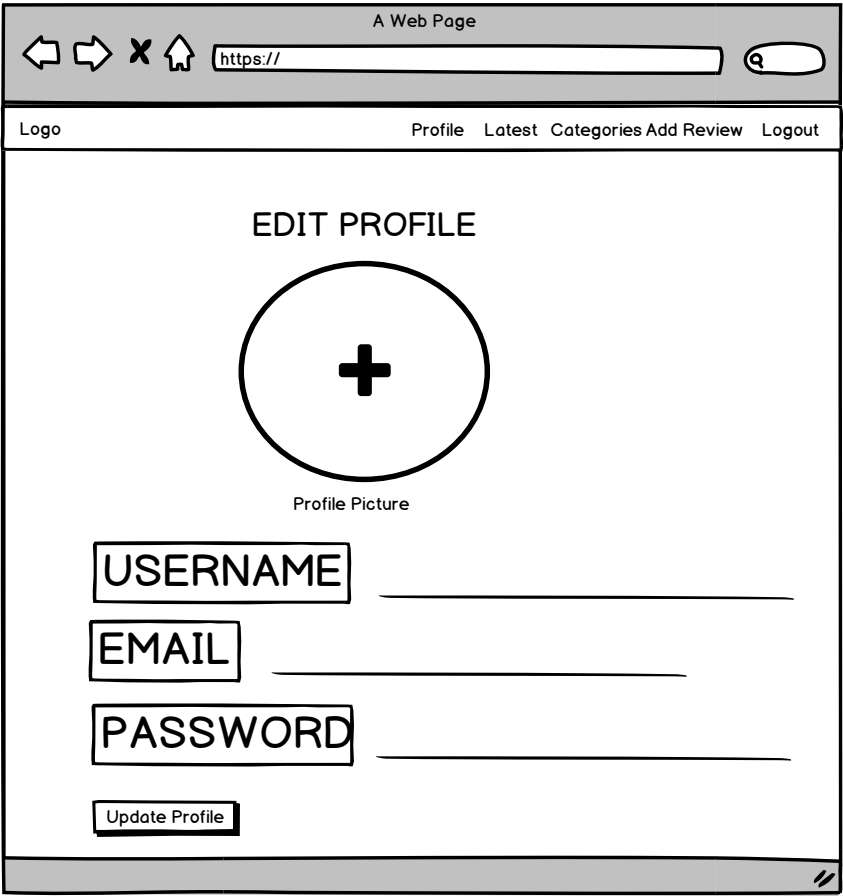 A Web Page
https://
Logo Profile Latest Categories Add Review Logout
EDIT PROFILE
Profile Picture
USERNAME
EMAIL
PASSWORD
Update Profile